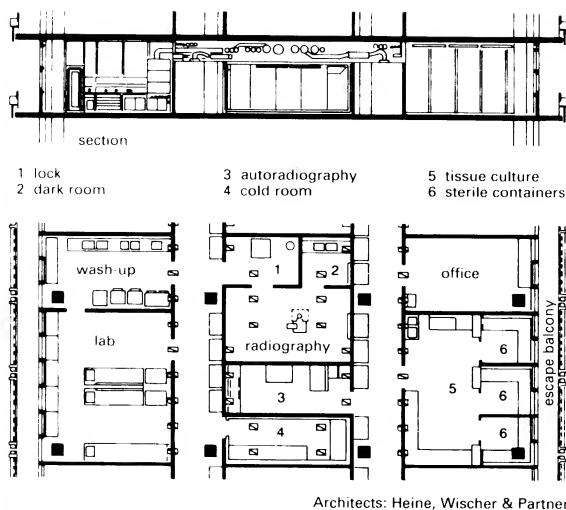 section
1 lock
2 dark room
3 autoradiography
4 cold room
5 tissue culture
6 sterile containers
wash-up
1
2
office
lab
radiography
escape balcony
3
5
6
6
4
6
Architects: Heine, Wischer & Partner